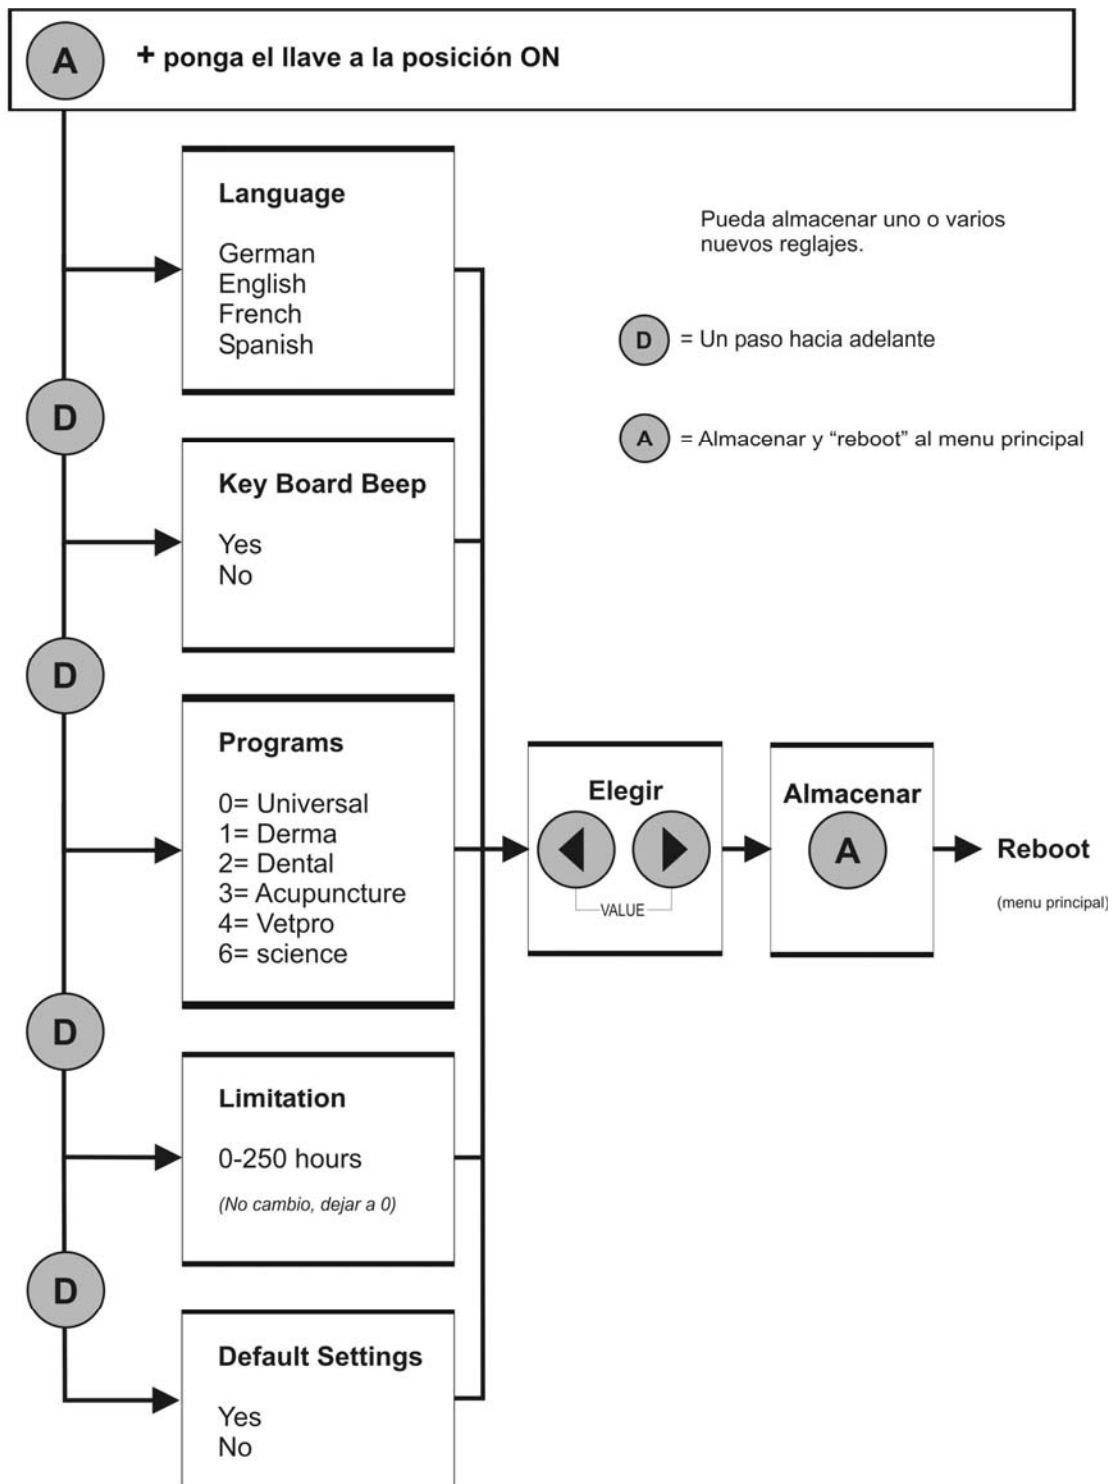 A + ponga el llave a la posición ON
Language
German
English
French
Spanish
Pueda almacenar uno o varios
nuevos reglajes.
D = Un paso hacia adelante
A = Almacenar y “reboot” al menu principal
D
Key Board Beep
Yes
No
D
Programs
0= Universal
1= Derma
2= Dental
3= Acupuncture
4= Vetpro
6= science
Elegir
VALUE
Almacenar
A
Reboot
(menu principal)
D
Limitation
0-250 hours
(No cambio, dejar a 0)
D
Default Settings
Yes
No